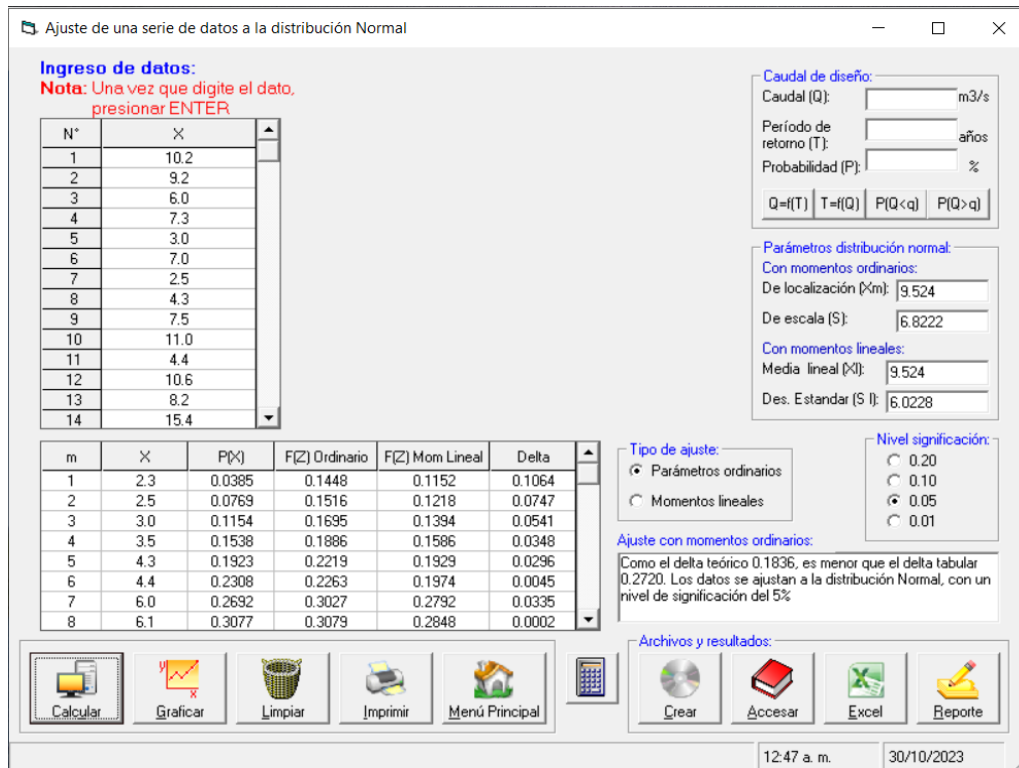 Ajuste de una serie de datos a la distribución Normal
Ingreso de datos:
Nota: Una vez que digite el dato,
presionar ENTER
N° X
1 10.2
2 9.2
3 6.0
4 7.3
5 3.0
6 7.0
7 2.5
8 4.3
9 7.5
10 11.0
11 4.4
12 10.6
13 8.2
14 15.4
Caudal de diseño:
Caudal (Q): m3/s
Período de
retorno (T): años
Probabilidad (P): %
Q=f(T) T=f(Q) P(Q<q) P(Q>q)
Parámetros distribución normal:
Con momentos ordinarios:
De localización (Xm): 9.524
De escala (S): 6.8222
Con momentos lineales:
Media lineal (Xl): 9.524
Des. Estandar (S l): 6.0228
m X P(X) F(Z) Ordinario F(Z) Mom Lineal Delta
1 2.3 0.0385 0.1448 0.1152 0.1064
2 2.5 0.0769 0.1516 0.1218 0.0747
3 3.0 0.1154 0.1695 0.1394 0.0541
4 3.5 0.1538 0.1886 0.1586 0.0348
5 4.3 0.1923 0.2219 0.1929 0.0296
6 4.4 0.2308 0.2263 0.1974 0.0045
7 6.0 0.2692 0.3027 0.2792 0.0335
8 6.1 0.3077 0.3079 0.2848 0.0002
Tipo de ajuste:
Parámetros ordinarios
Momentos lineales
Nivel significación:
0.20
0.10
0.05
0.01
Ajuste con momentos ordinarios:
Como el delta teórico 0.1836, es menor que el delta tabular
0.2720. Los datos se ajustan a la distribución Normal, con un
nivel de significación del 5%
Calcular Graficar Limpiar Imprimir Menú Principal
Archivos y resultados:
Crear Accesar Excel Reporte
12:47 a. m. 30/10/2023